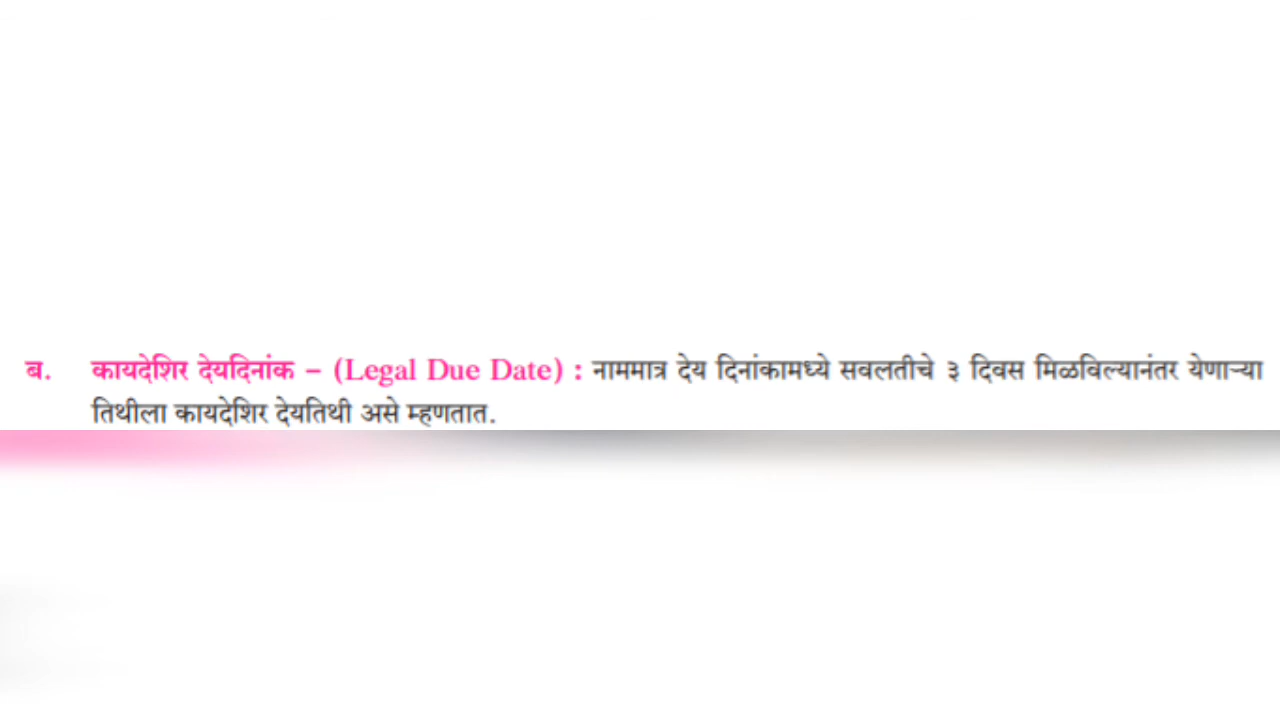 ब. कायदेशिर देयदिनांक – (Legal Due Date) : नाममात्र देय दिनांकामध्ये सवलतीचे ३ दिवस मिळविल्यानंतर येणाऱ्या
तिथीला कायदेशिर देयतिथी असे म्हणतात.